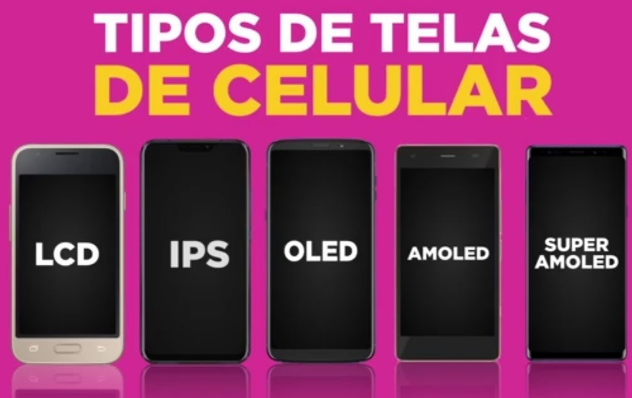 TIPOS DE TELAS
DE CELULAR
LCD
IPS
OLED
AMOLED
SUPER
AMOLED